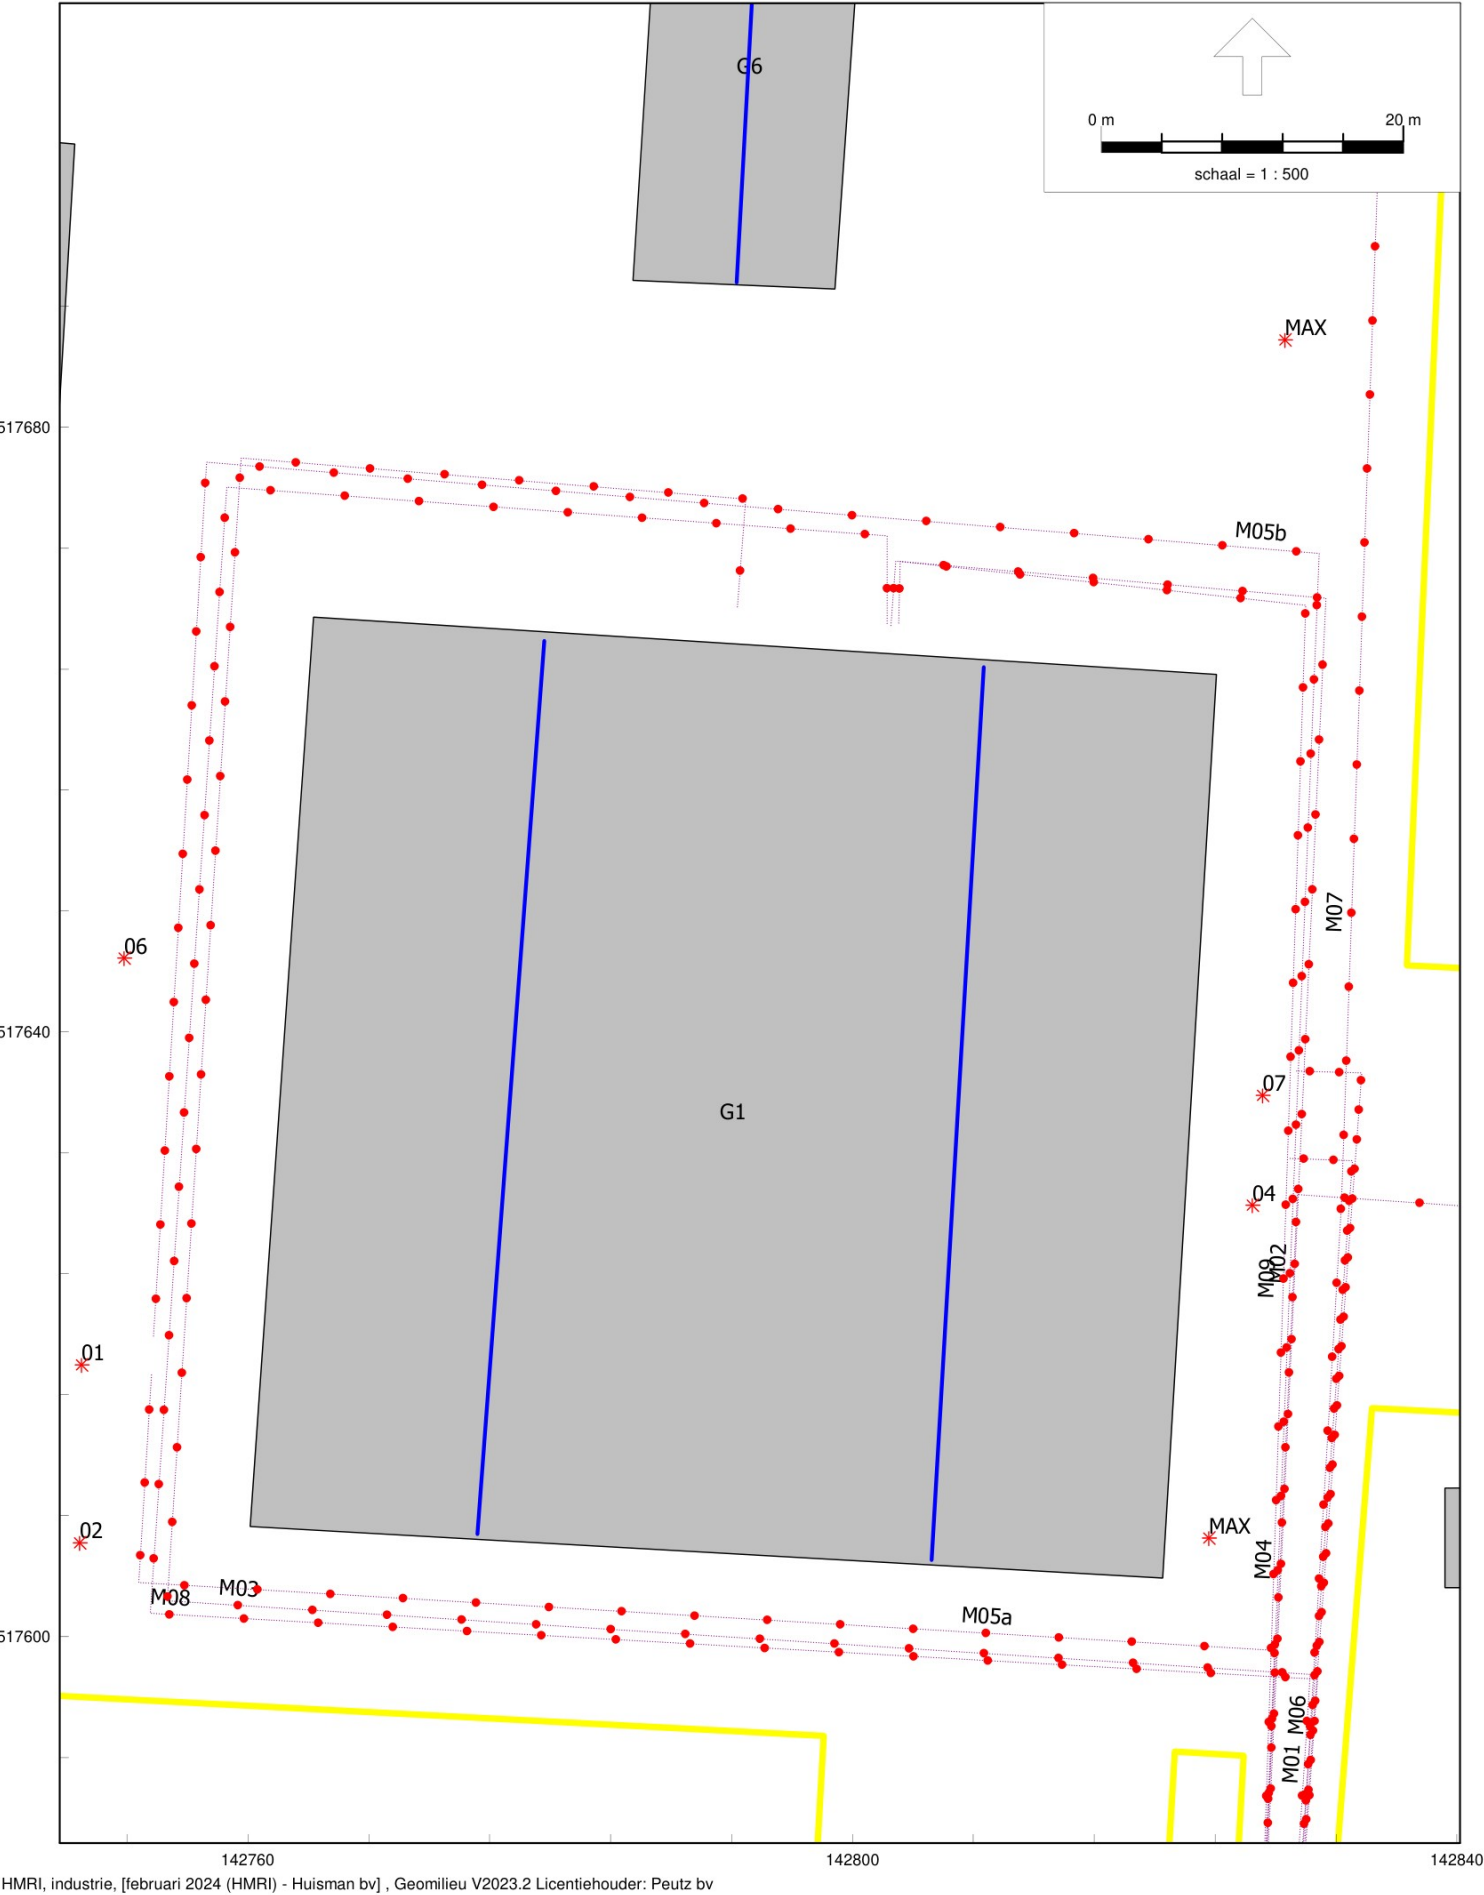 G6
0 m
20 m
schaal = 1 : 500
MAX
517680
M05b
M07
06
517640
07
G1
04
M02
M09
01
MAX
02
M04
M08
M03
M05a
517600
M06
M01
142760
142800
142840
HMRI, industrie, [februari 2024 (HMRI) - Huisman bv] , Geomilieu V2023.2 Licentiehouder: Peutz bv